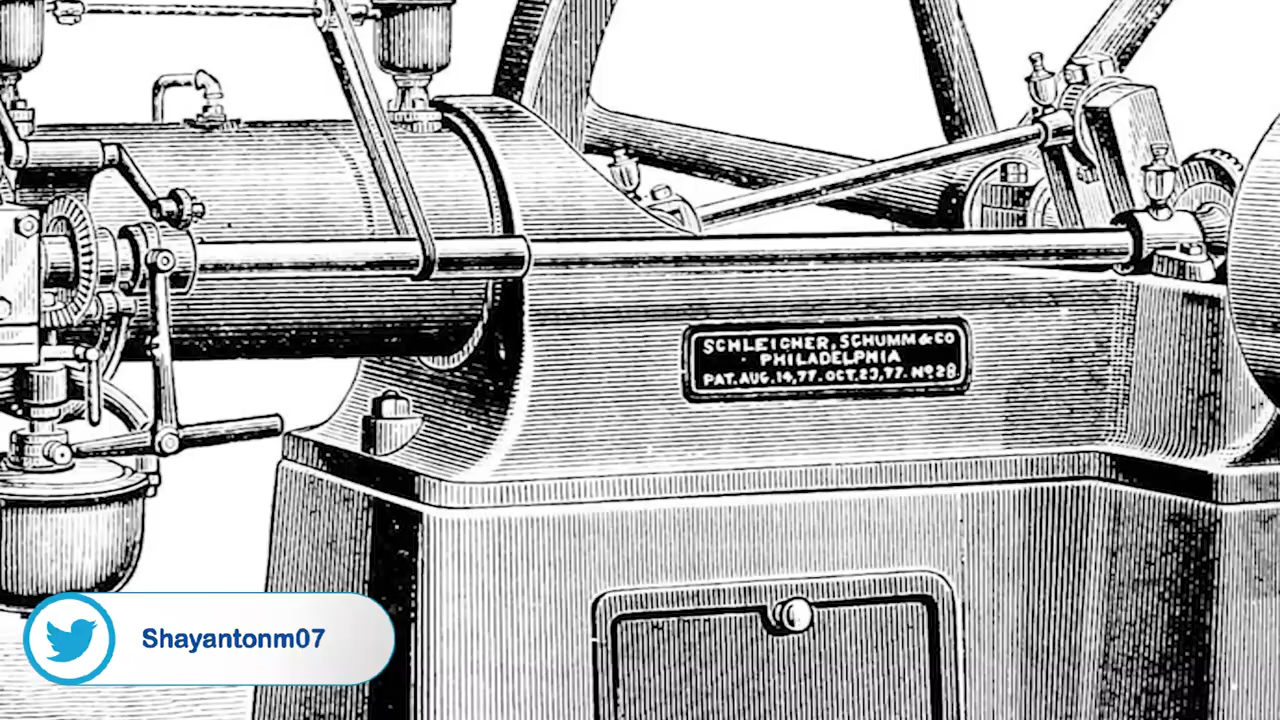 SCHLEICHER, SCHUMM & CO
PHILADELPHIA
PAT. AUG. 14, 77. OCT. 23, 77. Nº 28.
Shayantonm07